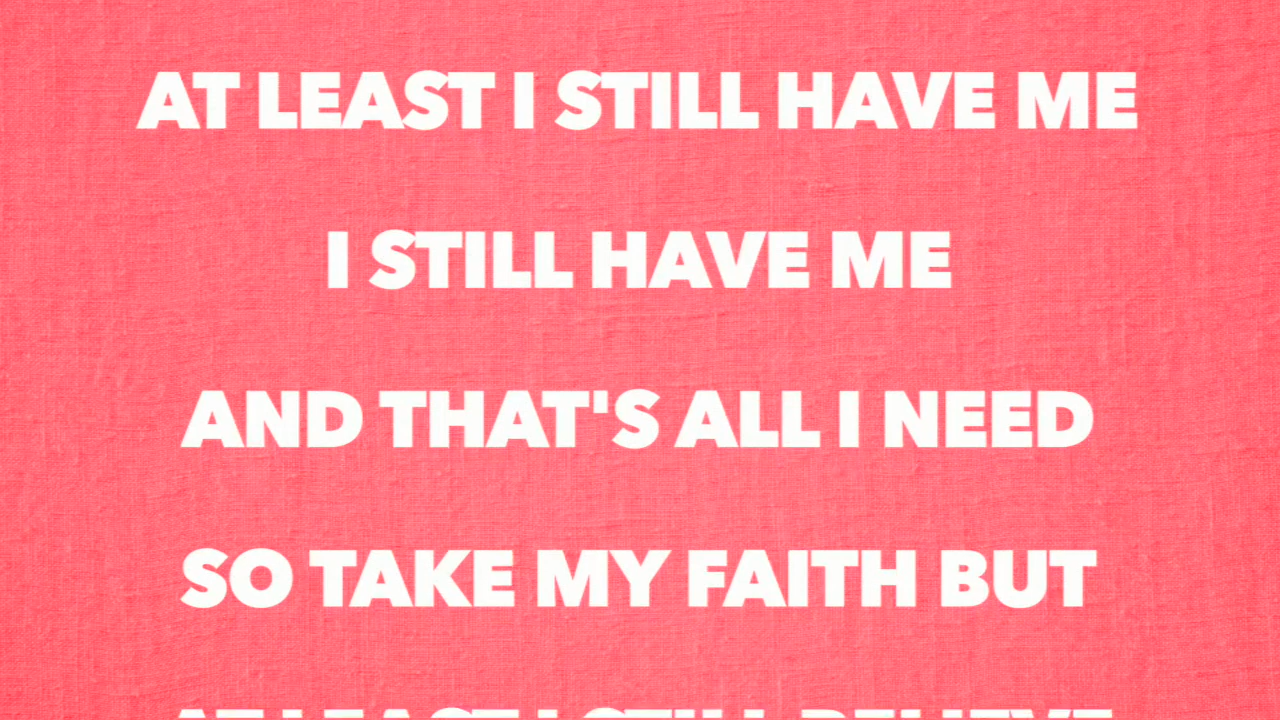 AT LEAST I STILL HAVE ME
I STILL HAVE ME
AND THAT'S ALL I NEED
SO TAKE MY FAITH BUT